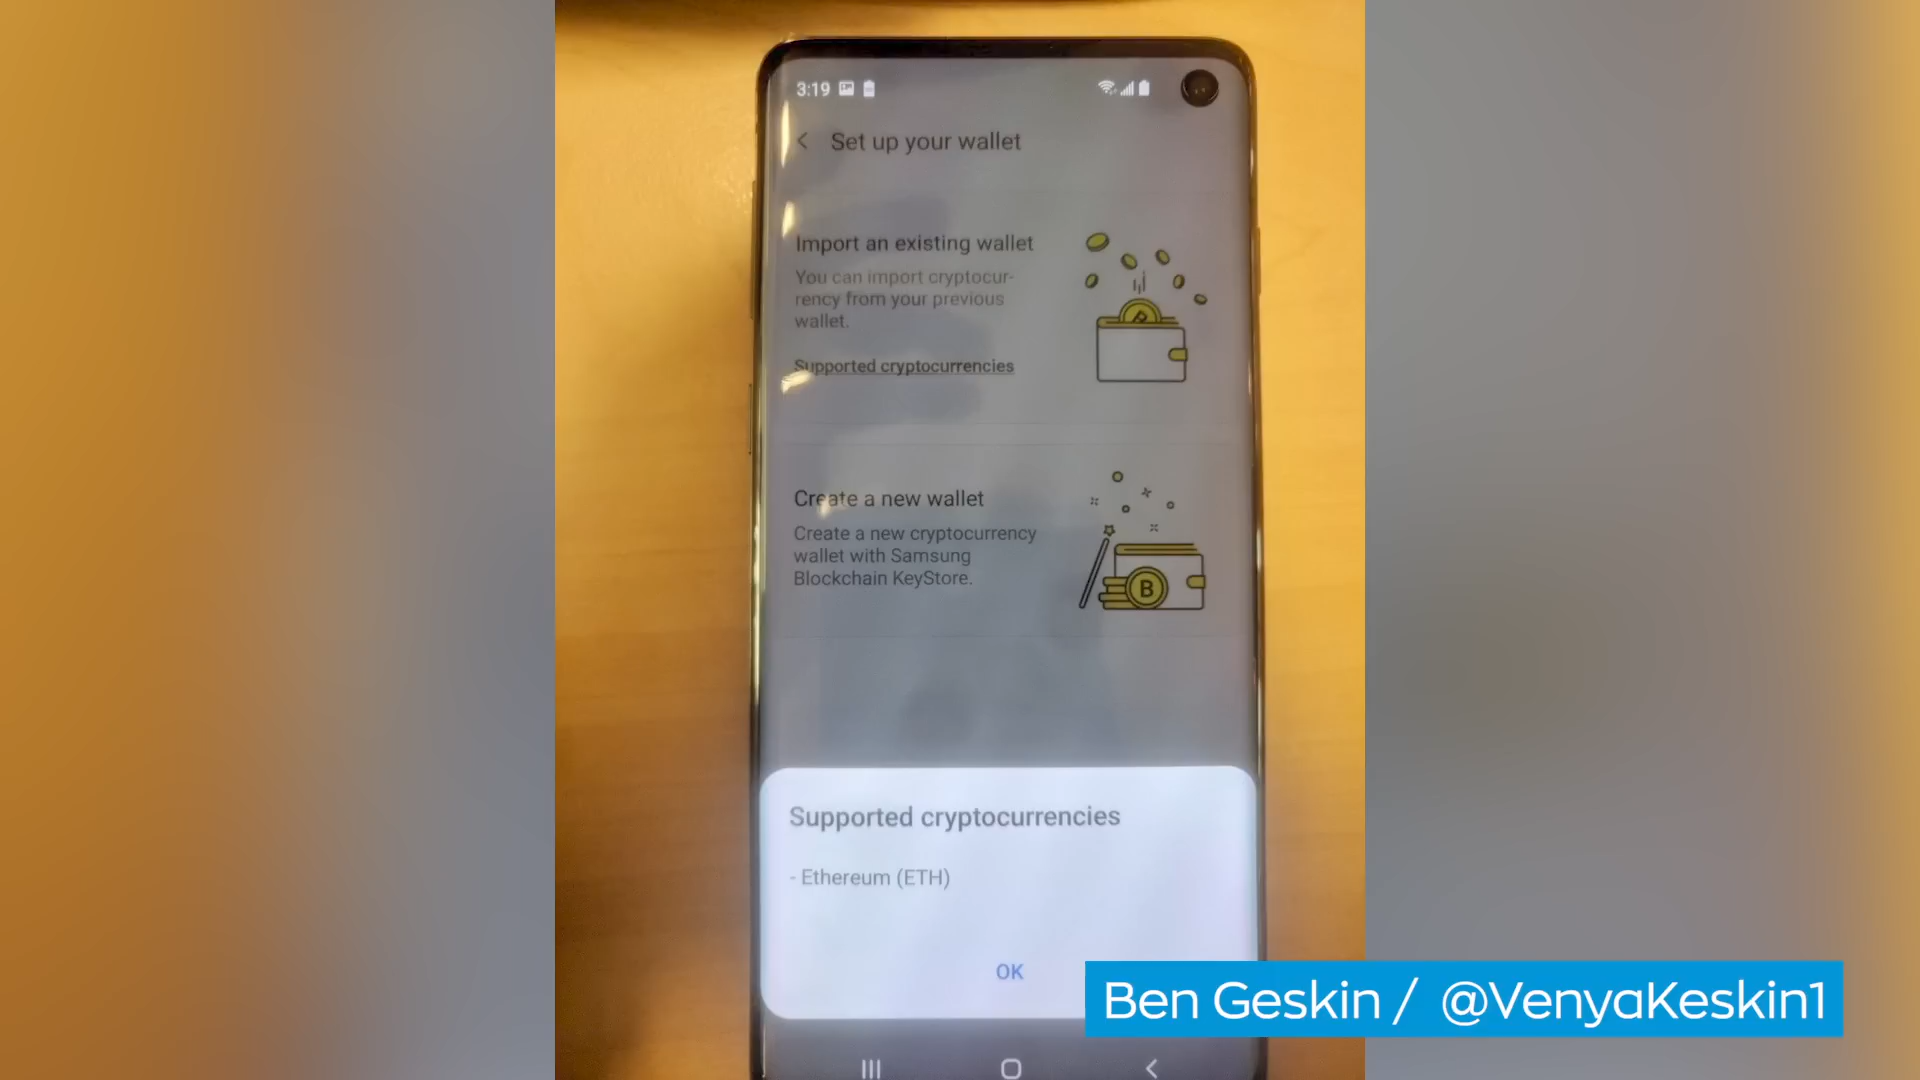 3:19
Set up your wallet
Import an existing wallet
You can import cryptocur-
rency from your previous
wallet.
Supported cryptocurrencies
Create a new wallet
Create a new cryptocurrency
wallet with Samsung
Blockchain KeyStore.
B
Supported cryptocurrencies
- Ethereum (ETH)
OK
Ben Geskin / @VenyaKeskin1